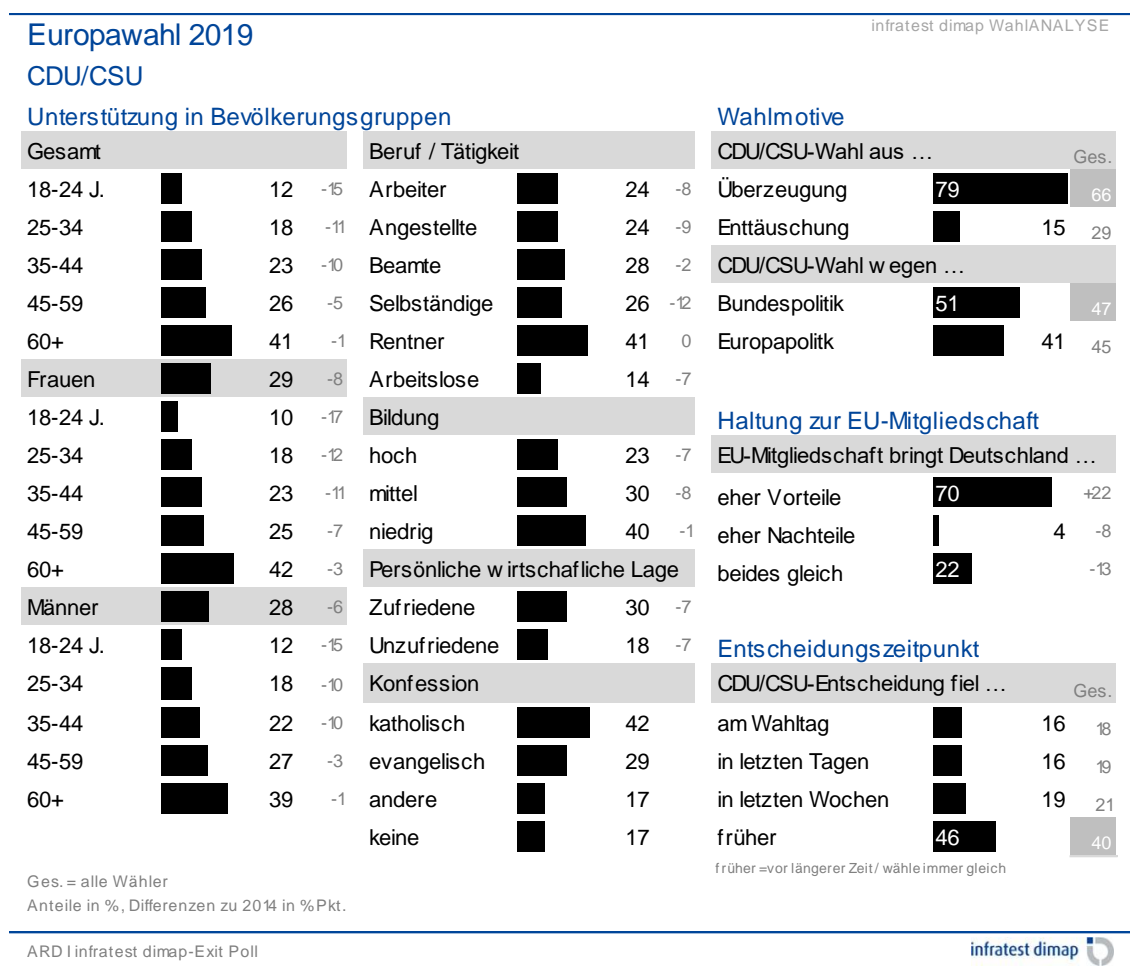 infratest dimap WahlANALYSE
Europawahl 2019
CDU/CSU
Unterstützung in Bevölkerungsgruppen
Gesamt
18-24 J. 12 -15
25-34 18 -11
35-44 23 -10
45-59 26 -5
60+ 41 -1
Frauen 29 -8
18-24 J. 10 -17
25-34 18 -12
35-44 23 -11
45-59 25 -7
60+ 42 -3
Männer 28 -6
18-24 J. 12 -15
25-34 18 -10
35-44 22 -10
45-59 27 -3
60+ 39 -1
Beruf / Tätigkeit
Arbeiter 24 -8
Angestellte 24 -9
Beamte 28 -2
Selbständige 26 -12
Rentner 41 0
Arbeitslose 14 -7
Bildung
hoch 23 -7
mittel 30 -8
niedrig 40 -1
Persönliche wirtschafliche Lage
Zufriedene 30 -7
Unzufriedene 18 -7
Konfession
katholisch 42
evangelisch 29
andere 17
keine 17
Wahlmotive
CDU/CSU-Wahl aus … Ges.
Überzeugung 79 66
Enttäuschung 15 29
CDU/CSU-Wahl wegen …
Bundespolitik 51 47
Europapolitk 41 45
Haltung zur EU-Mitgliedschaft
EU-Mitgliedschaft bringt Deutschland …
eher Vorteile 70 +22
eher Nachteile 4 -8
beides gleich 22 -13
Entscheidungszeitpunkt
CDU/CSU-Entscheidung fiel … Ges.
am Wahltag 16 18
in letzten Tagen 16 19
in letzten Wochen 19 21
früher 46 40
früher =vor längerer Zeit / wähle immer gleich
Ges. = alle Wähler
Anteile in %, Differenzen zu 2014 in %Pkt.
ARD I infratest dimap-Exit Poll
infratest dimap